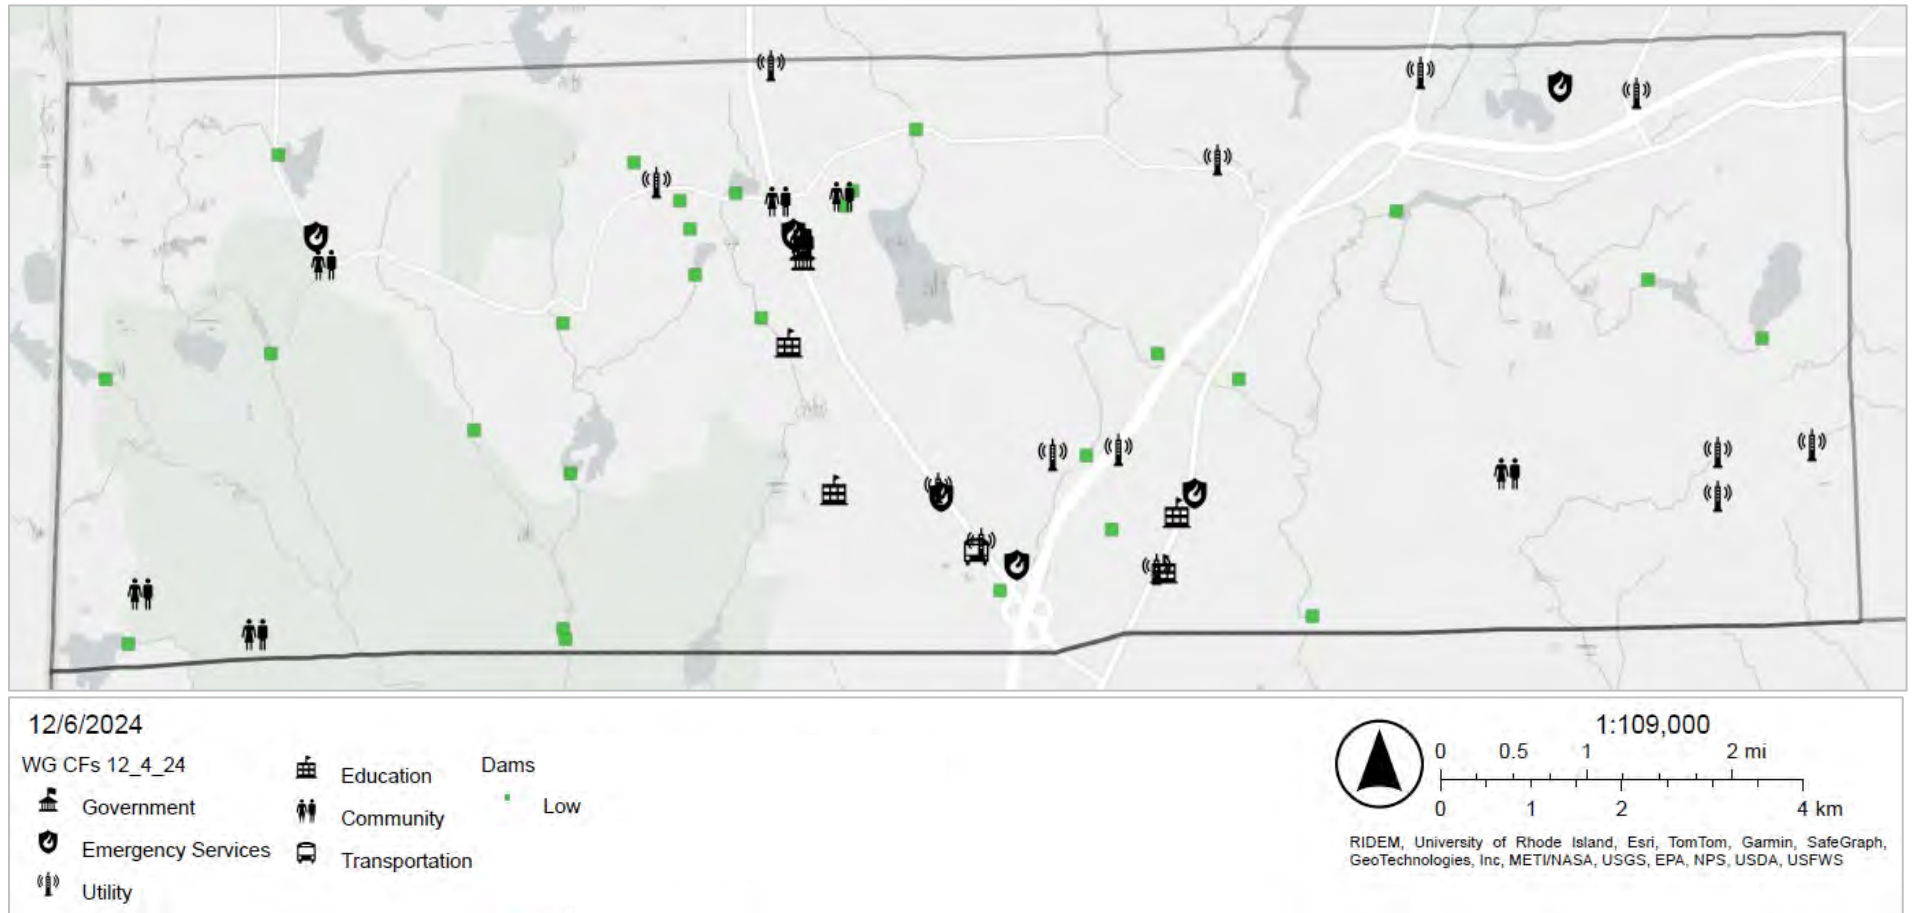 12/6/2024
WG CFs 12_4_24
Government
Emergency Services
Utility
Education
Community
Transportation
Dams
Low
1:109,000
0 0.5 1 2 mi
0 1 2 4 km
RIDEM, University of Rhode Island, Esri, TomTom, Garmin, SafeGraph,
GeoTechnologies, Inc, METI/NASA, USGS, EPA, NPS, USDA, USFWS